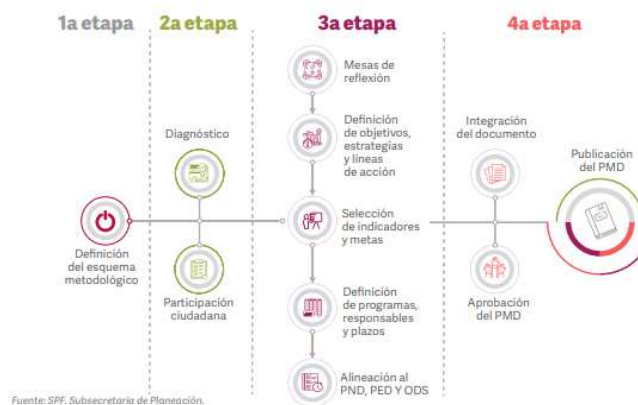 1a etapa
2a etapa
3a etapa
4a etapa
Definición
del esquema
metodológico
Diagnóstico
Participación
ciudadana
Mesas de
reflexión
Definición
de objetivos,
estrategias
y líneas
de acción
Selección
de indicadores
y metas
Definición
de programas,
responsables
y plazos
Alineación al
PND, PED Y ODS
Integración
del documento
Aprobación
del PMD
Publicación
del PMD
Fuente: SPF. Subsecretaría de Planeación.